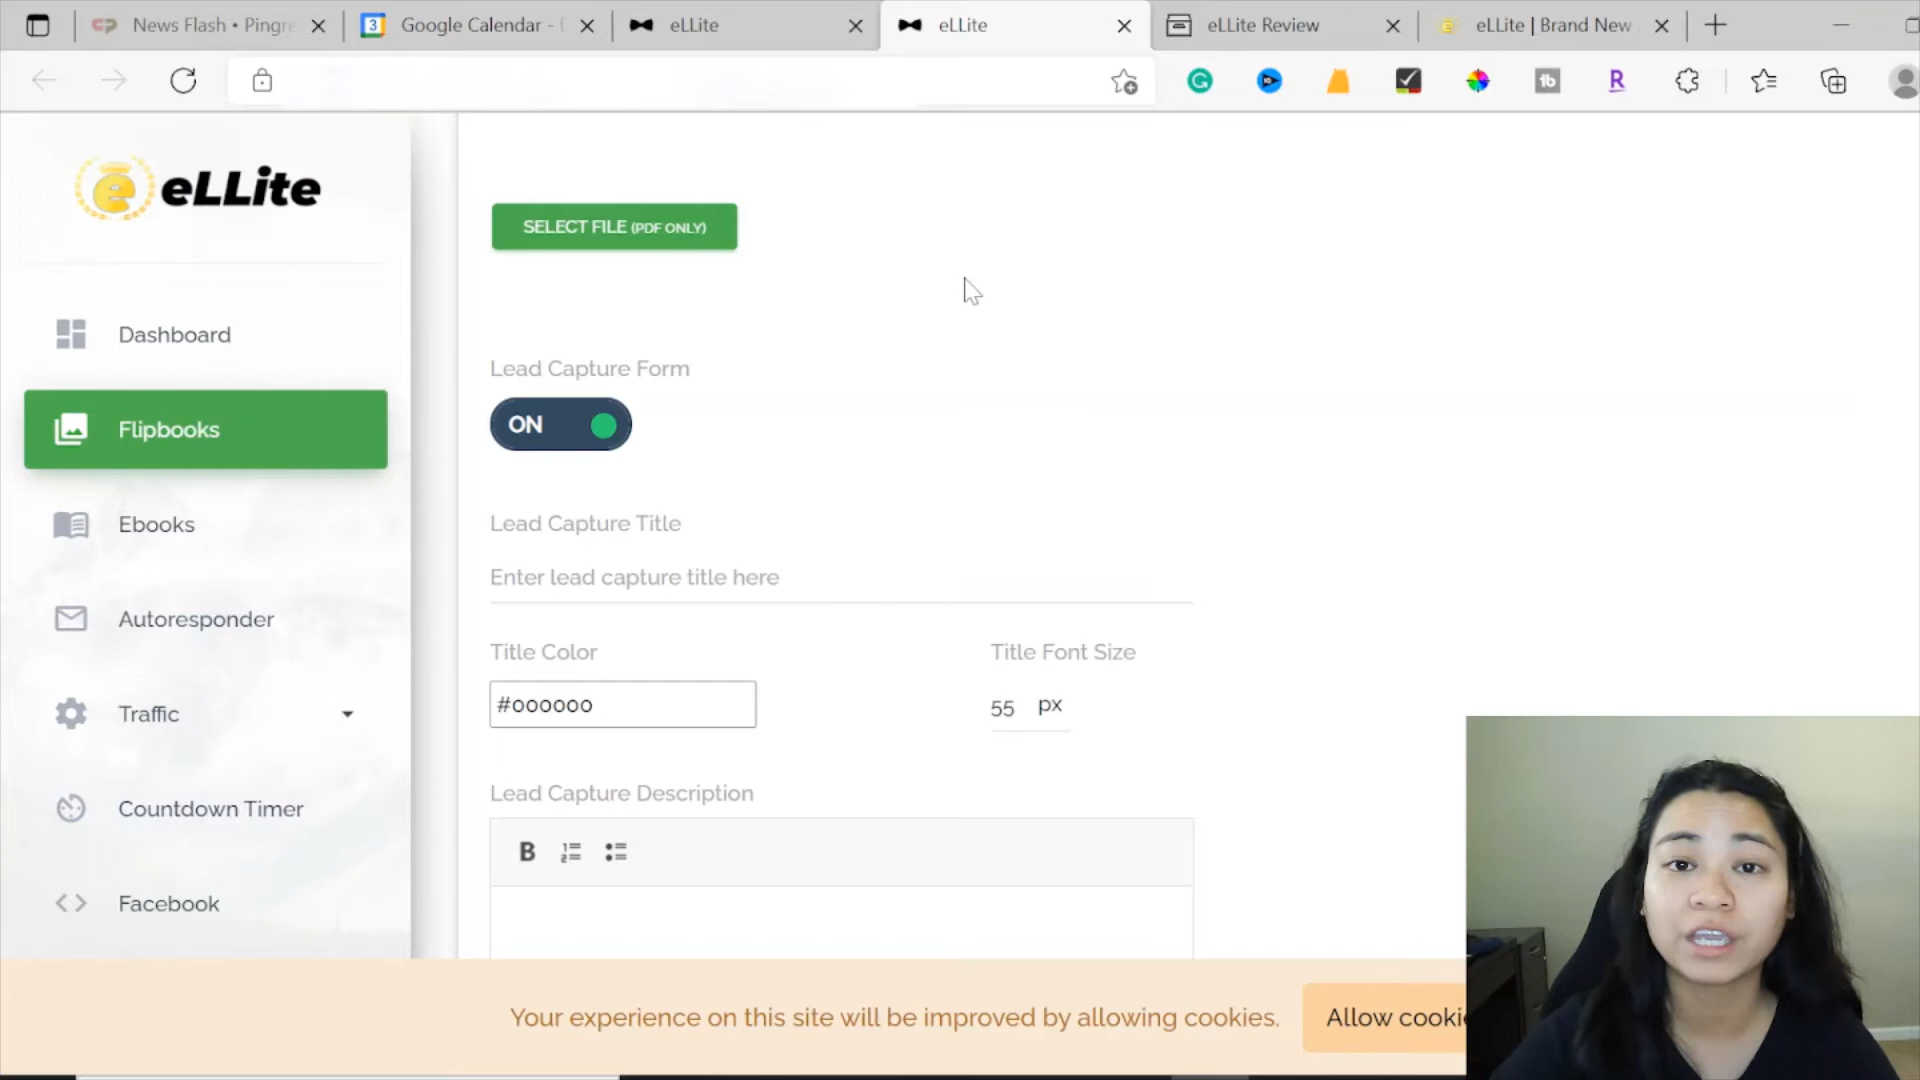 News Flash • Pingre
3
Google Calendar -
eLLite
eLLite
eLLite Review
eLLite | Brand New
R
eLLite
SELECT FILE (PDF ONLY)
Dashboard
Lead Capture Form
ON
Flipbooks
Ebooks
Lead Capture Title
Enter lead capture title here
Autoresponder
Title Color
Title Font Size
#000000
55 px
Traffic
Lead Capture Description
Countdown Timer
B
Facebook
Your experience on this site will be improved by allowing cookies.
Allow cookie